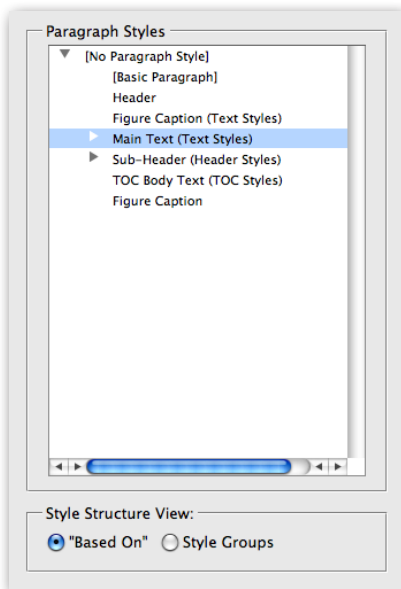 Paragraph Styles
[No Paragraph Style]
[Basic Paragraph]
Header
Figure Caption (Text Styles)
Main Text (Text Styles)
Sub-Header (Header Styles)
TOC Body Text (TOC Styles)
Figure Caption
Style Structure View:
"Based On" Style Groups